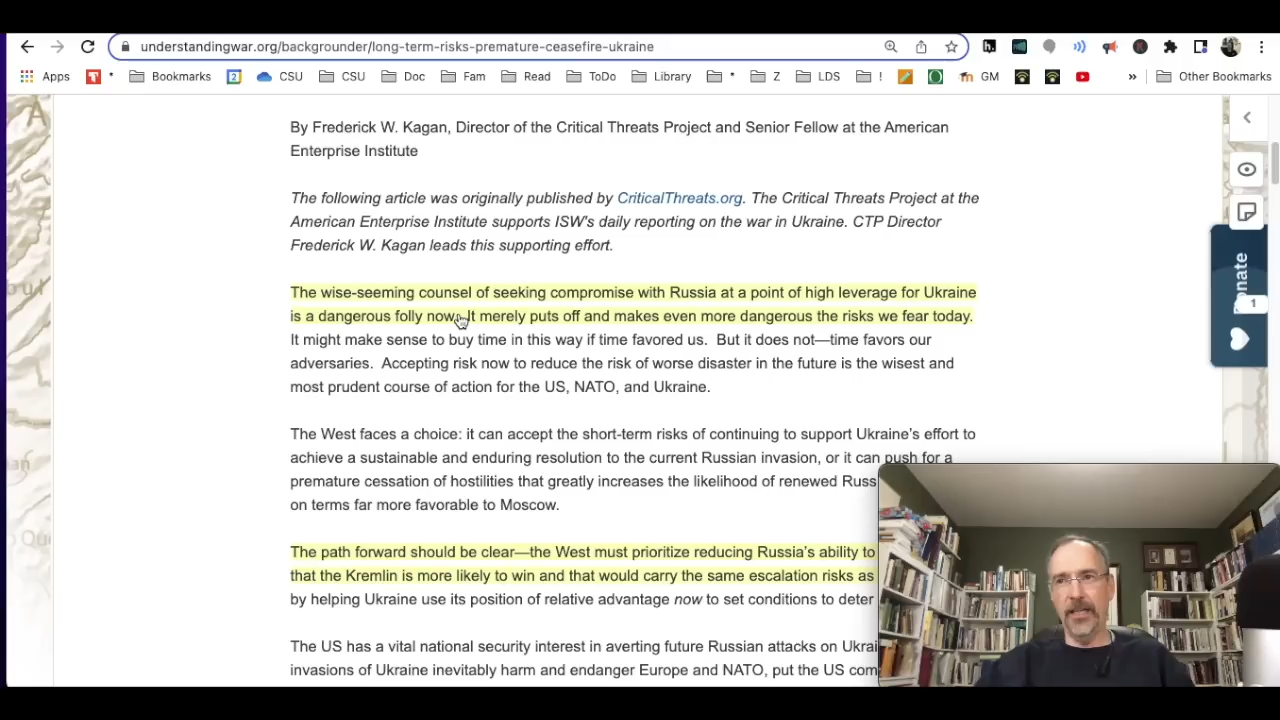 understandingwar.org/backgrounder/long-term-risks-premature-ceasefire-ukraine
Apps * Bookmarks 2 CSU CSU Doc Fam Read ToDo Library * Z LDS ! GM » Other Bookmarks
By Frederick W. Kagan, Director of the Critical Threats Project and Senior Fellow at the American
Enterprise Institute
The following article was originally published by CriticalThreats.org. The Critical Threats Project at the
American Enterprise Institute supports ISW's daily reporting on the war in Ukraine. CTP Director
Frederick W. Kagan leads this supporting effort.
The wise-seeming counsel of seeking compromise with Russia at a point of high leverage for Ukraine
is a dangerous folly now. It merely puts off and makes even more dangerous the risks we fear today.
It might make sense to buy time in this way if time favored us. But it does not—time favors our
adversaries. Accepting risk now to reduce the risk of worse disaster in the future is the wisest and
most prudent course of action for the US, NATO, and Ukraine.
The West faces a choice: it can accept the short-term risks of continuing to support Ukraine's effort to
achieve a sustainable and enduring resolution to the current Russian invasion, or it can push for a
premature cessation of hostilities that greatly increases the likelihood of renewed Russ
on terms far more favorable to Moscow.
The path forward should be clear—the West must prioritize reducing Russia's ability to
that the Kremlin is more likely to win and that would carry the same escalation risks as
by helping Ukraine use its position of relative advantage now to set conditions to deter
The US has a vital national security interest in averting future Russian attacks on Ukrai
invasions of Ukraine inevitably harm and endanger Europe and NATO, put the US com
onate
1